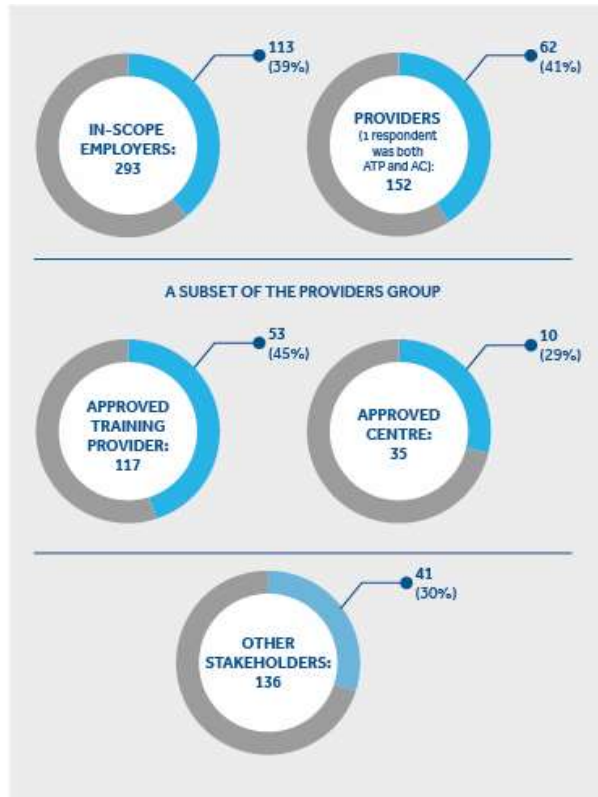 113
(39%)
IN-SCOPE
EMPLOYERS:
293
62
(41%)
PROVIDERS
(1 respondent
was both
ATP and AC):
152
A SUBSET OF THE PROVIDERS GROUP
53
(45%)
APPROVED
TRAINING
PROVIDER:
117
10
(29%)
APPROVED
CENTRE:
35
41
(30%)
OTHER
STAKEHOLDERS:
136